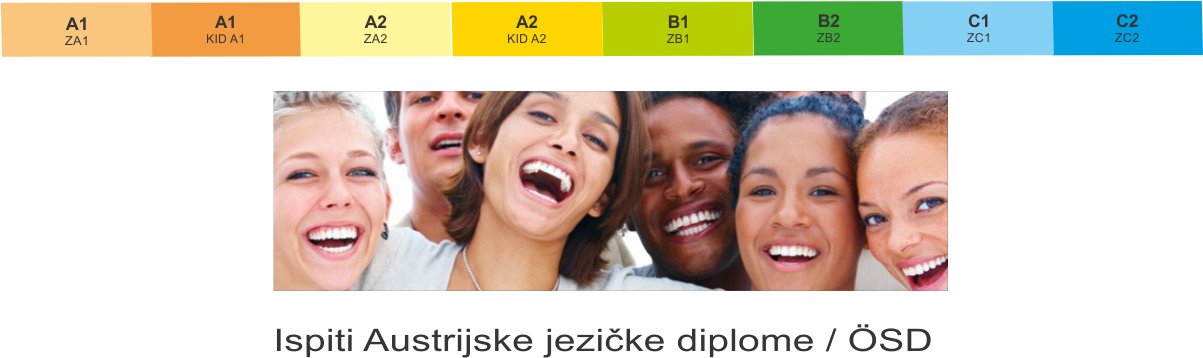 A1 A1 A2 A2 B1 B2 C1 C2
ZA1 KID A1 ZA2 KID A2 ZB1 ZB2 ZC1 ZC2
Ispiti Austrijske jezičke diplome / ÖSD